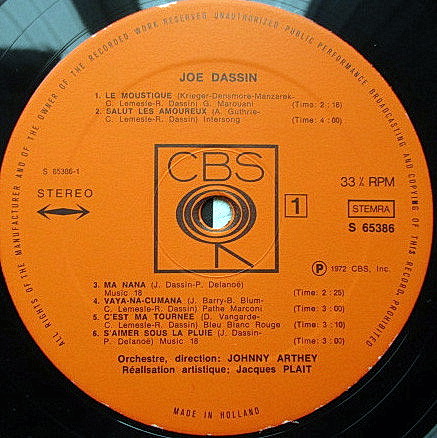 ALL RIGHTS OF THE MANUFACTURER AND OF THE OWNER OF THE RECORDED WORK RESERVED UNAUTHORIZED PUBLIC PERFORMANCE BROADCASTING AND COPYING OF THIS RECORD PROHIBITED
JOE DASSIN
1. LE MOUSTIQUE (Krieger-Densmore-Manzarek-
C. Lemesle-R. Dassin) G. Marouani (Time: 2:16)
2. SALUT LES AMOUREUX (A. Guthrie-
C. Lemesle-R. Dassin) Intersong (Time: 4:00)
S 65386-1
STEREO
CBS
1
33 ⅓ RPM
STEMRA
S 65386
℗ 1972 CBS, Inc.
3. MA NANA (J. Dassin-P. Delanoë)
Music 18 (Time: 2:25)
4. VAYA-NA-CUMANA (J. Barry-B. Blum-
C. Lemesle-R. Dassin) Pathe Marconi (Time: 3:00)
5. C'EST MA TOURNEE (D. Vangarde-
C. Lemesle-R. Dassin) Bleu Blanc Rouge (Time: 3:10)
6. S'AIMER SOUS LA PLUIE (J. Dassin-
P. Delanoë) Music 18 (Time: 3:00)
Orchestre, direction: JOHNNY ARTHEY
Réalisation artistique; Jacques PLAIT
MADE IN HOLLAND